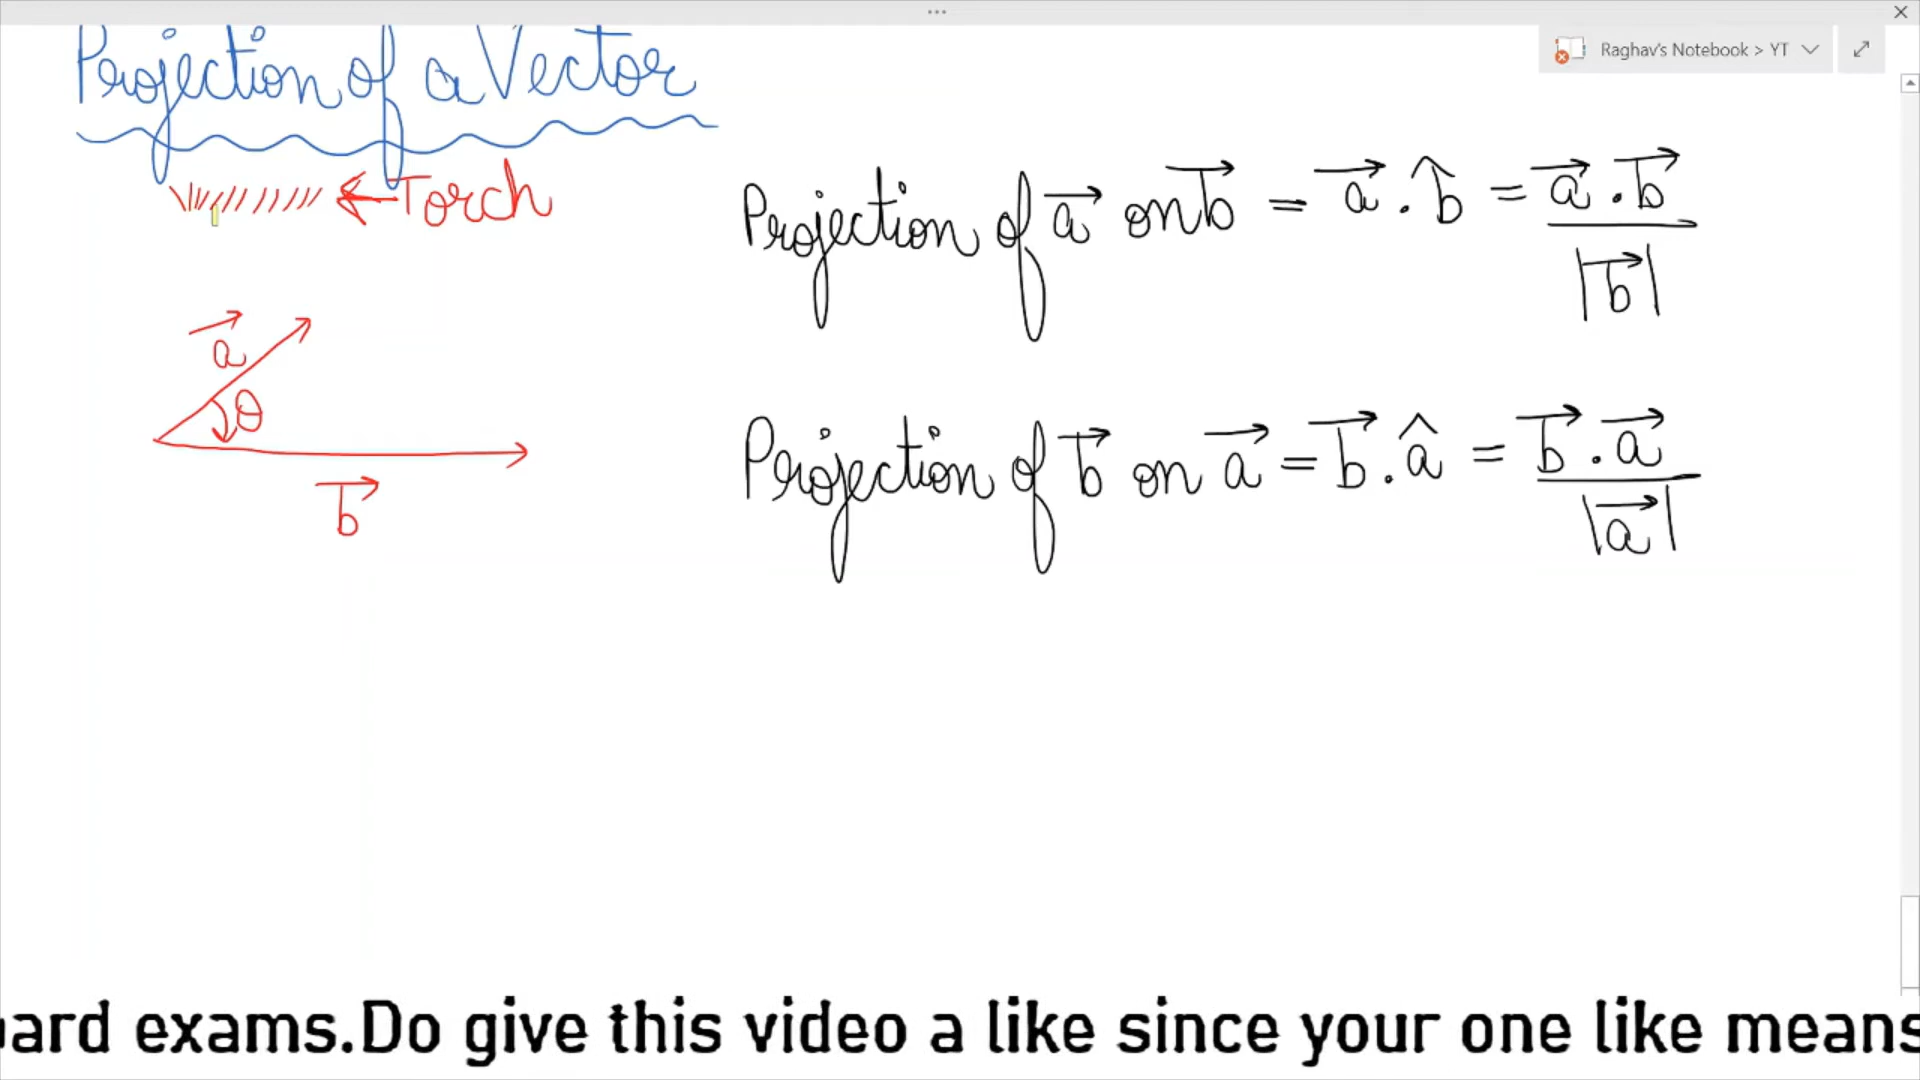 Projection of a Vector
Raghav's Notebook > YT
Torch
Projection of a⃗ on b⃗ = a⃗ . b̂ = a⃗ . b⃗ / |b⃗|
a⃗
θ
b⃗
Projection of b⃗ on a⃗ = b⃗ . â = b⃗ . a⃗ / |a⃗|
ard exams.Do give this video a like since your one like means